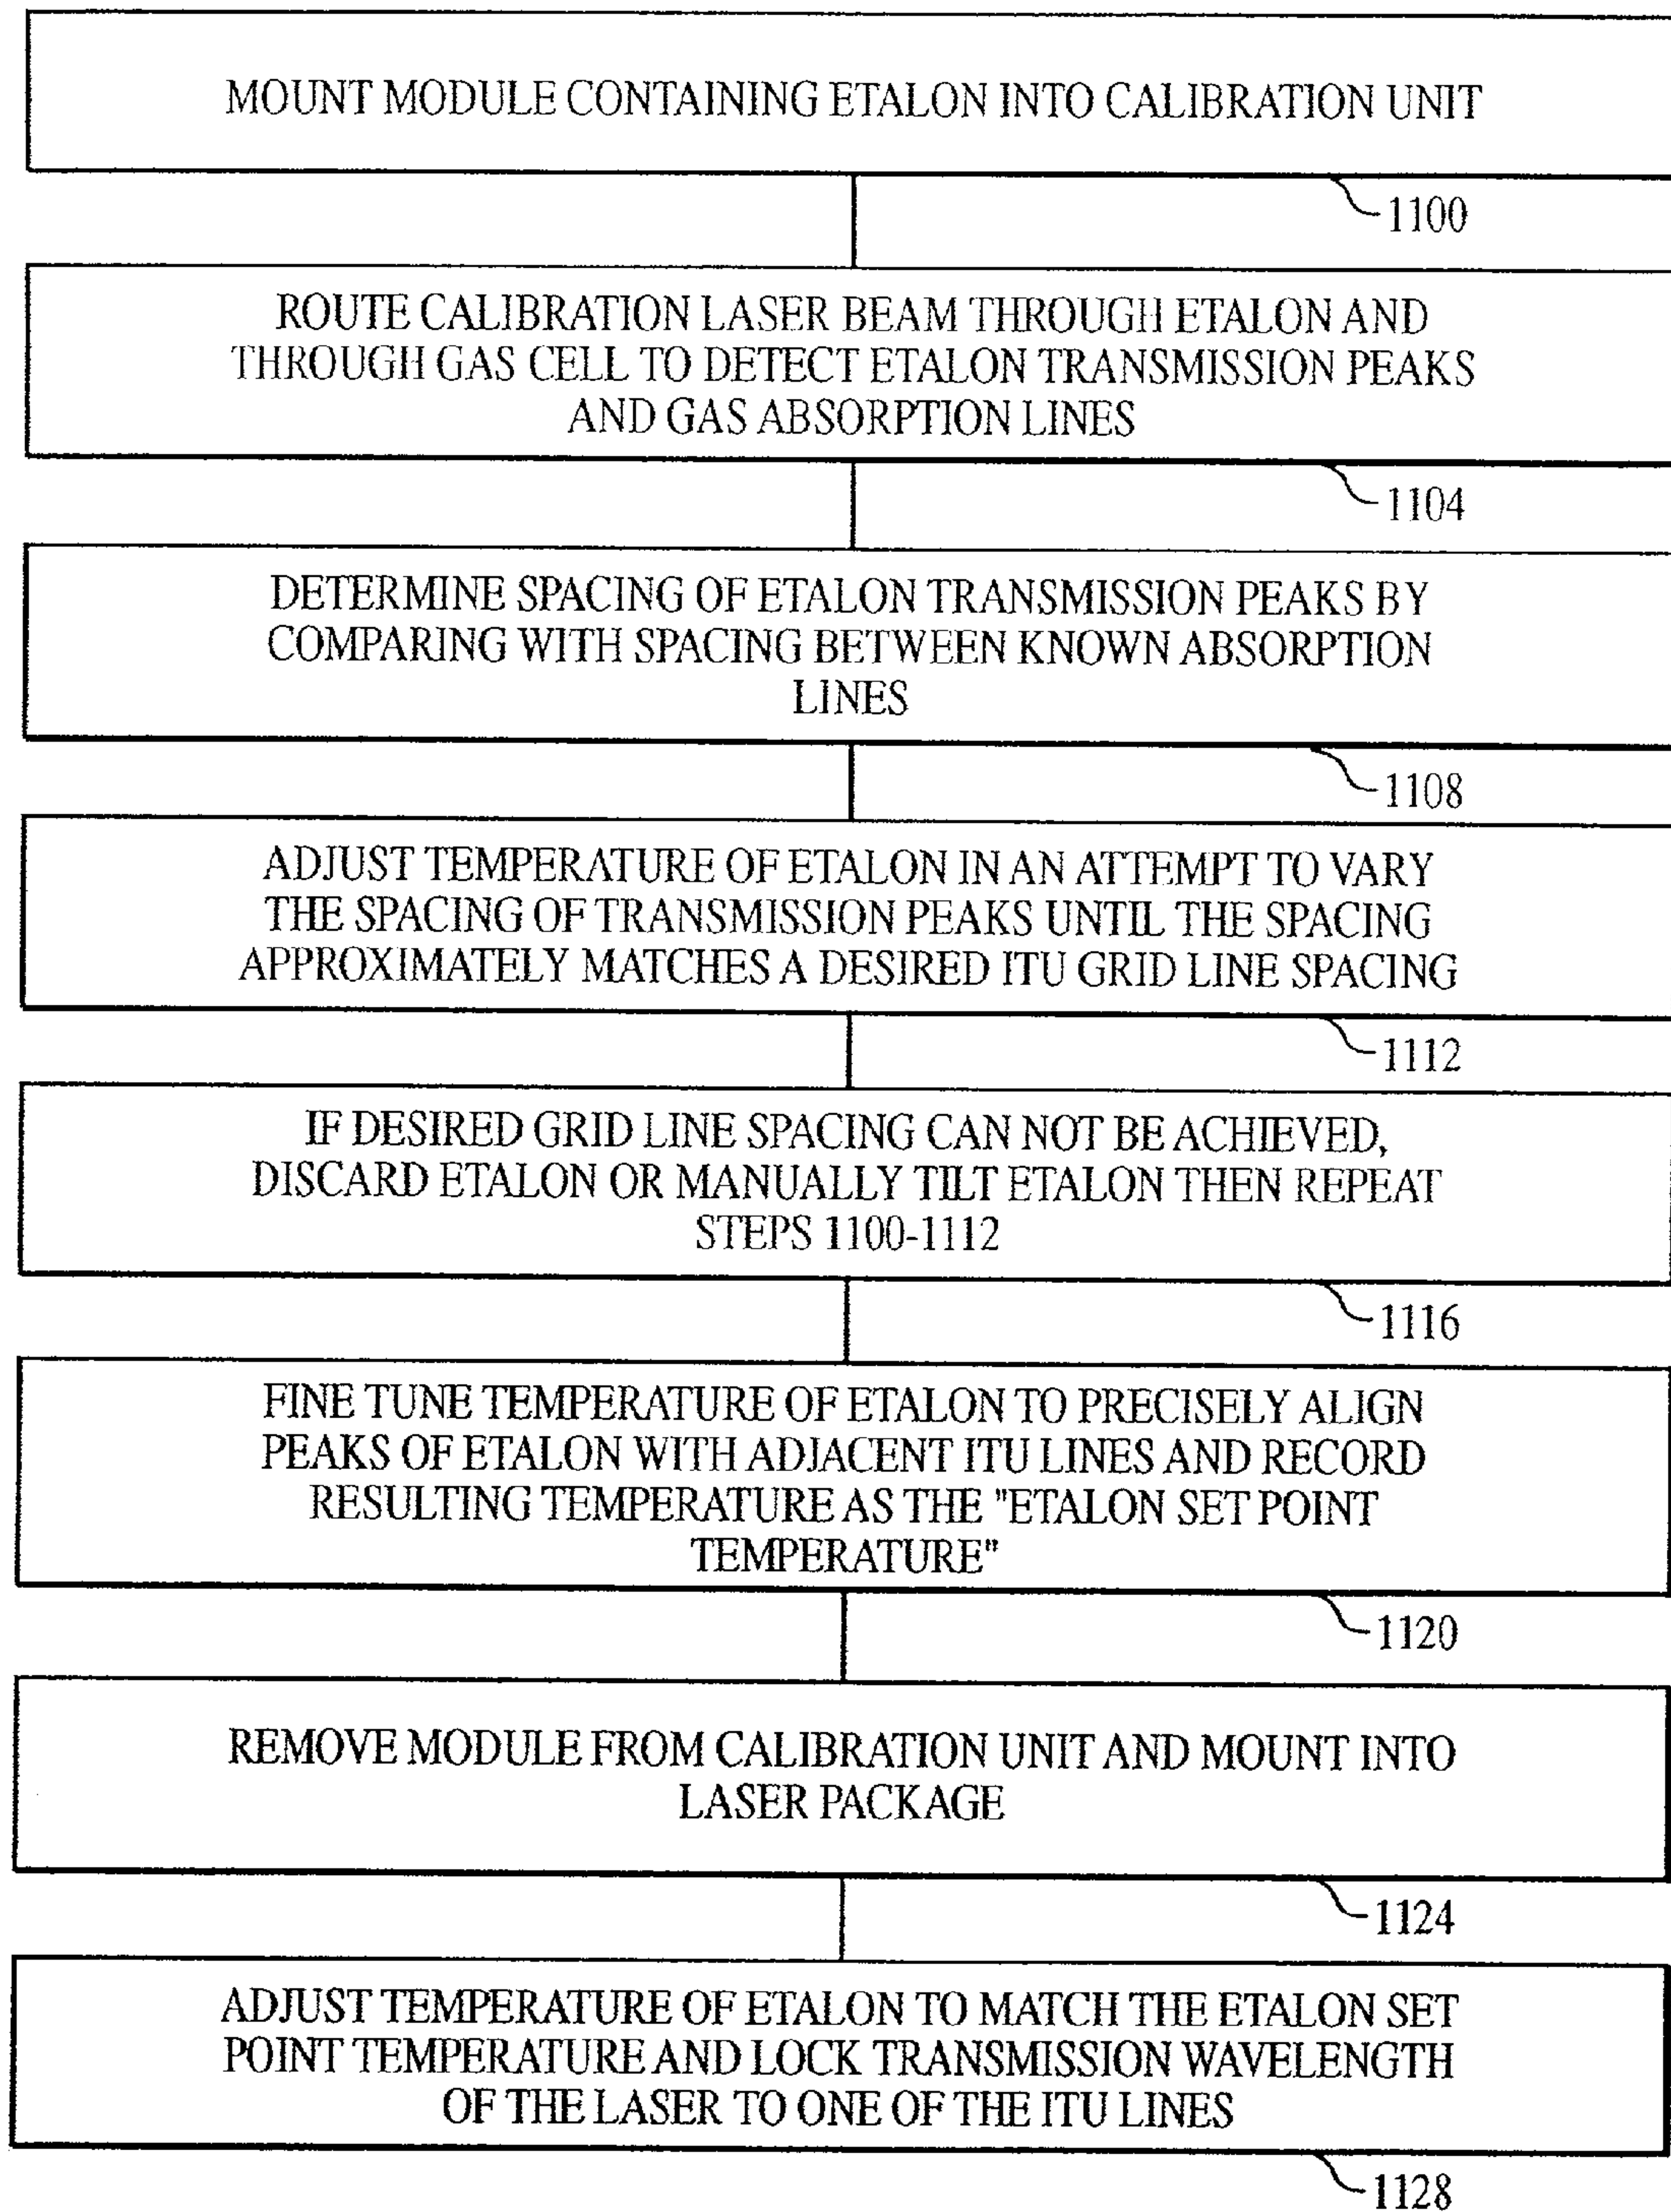 MOUNT MODULE CONTAINING ETALON INTO CALIBRATION UNIT
1100
ROUTE CALIBRATION LASER BEAM THROUGH ETALON AND
THROUGH GAS CELL TO DETECT ETALON TRANSMISSION PEAKS
AND GAS ABSORPTION LINES
1104
DETERMINE SPACING OF ETALON TRANSMISSION PEAKS BY
COMPARING WITH SPACING BETWEEN KNOWN ABSORPTION
LINES
1108
ADJUST TEMPERATURE OF ETALON IN AN ATTEMPT TO VARY
THE SPACING OF TRANSMISSION PEAKS UNTIL THE SPACING
APPROXIMATELY MATCHES A DESIRED ITU GRID LINE SPACING
1112
IF DESIRED GRID LINE SPACING CAN NOT BE ACHIEVED,
DISCARD ETALON OR MANUALLY TILT ETALON THEN REPEAT
STEPS 1100-1112
1116
FINE TUNE TEMPERATURE OF ETALON TO PRECISELY ALIGN
PEAKS OF ETALON WITH ADJACENT ITU LINES AND RECORD
RESULTING TEMPERATURE AS THE "ETALON SET POINT
TEMPERATURE"
1120
REMOVE MODULE FROM CALIBRATION UNIT AND MOUNT INTO
LASER PACKAGE
1124
ADJUST TEMPERATURE OF ETALON TO MATCH THE ETALON SET
POINT TEMPERATURE AND LOCK TRANSMISSION WAVELENGTH
OF THE LASER TO ONE OF THE ITU LINES
1128